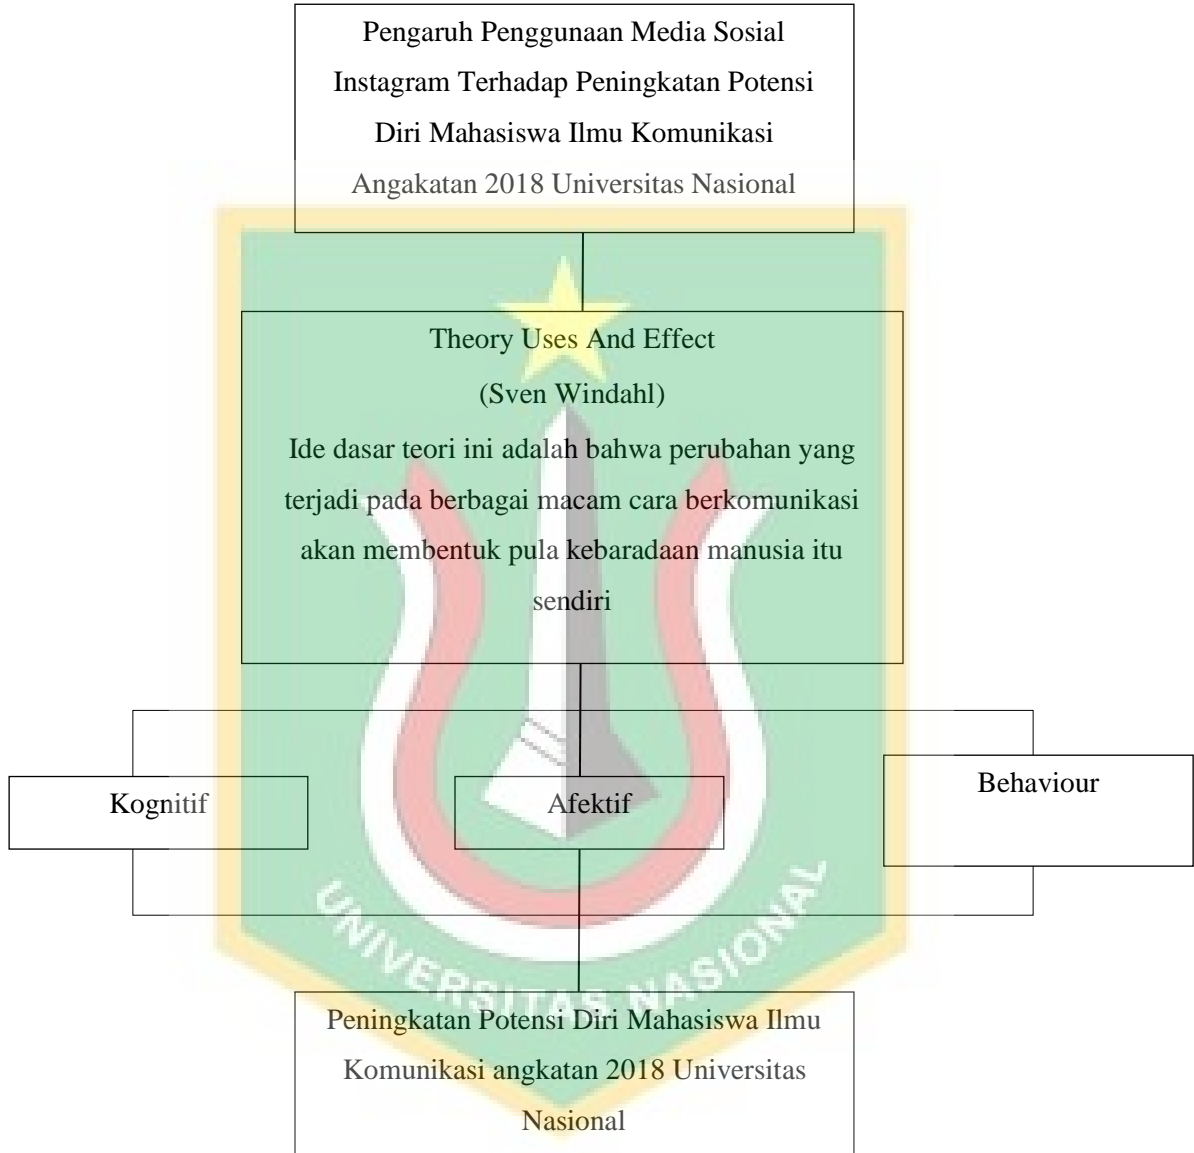 Pengaruh Penggunaan Media Sosial
Instagram Terhadap Peningkatan Potensi
Diri Mahasiswa Ilmu Komunikasi
Angakatan 2018 Universitas Nasional
Theory Uses And Effect
(Sven Windahl)
Ide dasar teori ini adalah bahwa perubahan yang
terjadi pada berbagai macam cara berkomunikasi
akan membentuk pula kebaradaan manusia itu
sendiri
Kognitif
Afektif
Behaviour
UNIVERSITAS NASIONAL
Peningkatan Potensi Diri Mahasiswa Ilmu
Komunikasi angkatan 2018 Universitas
Nasional